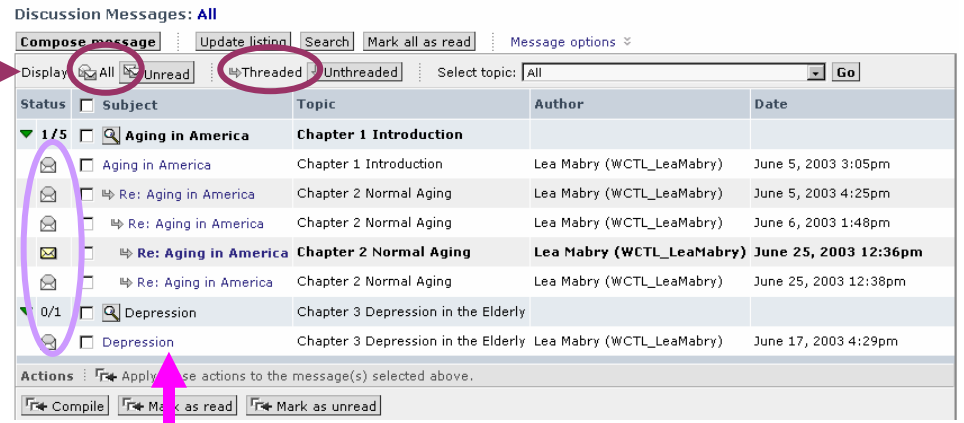 Discussion Messages: All
Compose message Update listing Search Mark all as read Message options
Display All Unread Threaded Unthreaded Select topic: All Go
Status Subject Topic Author Date
1/5 Aging in America Chapter 1 Introduction
Aging in America Chapter 1 Introduction Lea Mabry (WCTL_LeaMabry) June 5, 2003 3:05pm
Re: Aging in America Chapter 2 Normal Aging Lea Mabry (WCTL_LeaMabry) June 5, 2003 4:25pm
Re: Aging in America Chapter 2 Normal Aging Lea Mabry (WCTL_LeaMabry) June 6, 2003 1:48pm
Re: Aging in America Chapter 2 Normal Aging Lea Mabry (WCTL_LeaMabry) June 25, 2003 12:36pm
Re: Aging in America Chapter 2 Normal Aging Lea Mabry (WCTL_LeaMabry) June 25, 2003 12:38pm
0/1 Depression Chapter 3 Depression in the Elderly
Depression Chapter 3 Depression in the Elderly Lea Mabry (WCTL_LeaMabry) June 17, 2003 4:29pm
Actions Apply actions to the message(s) selected above.
Compile Mark as read Mark as unread